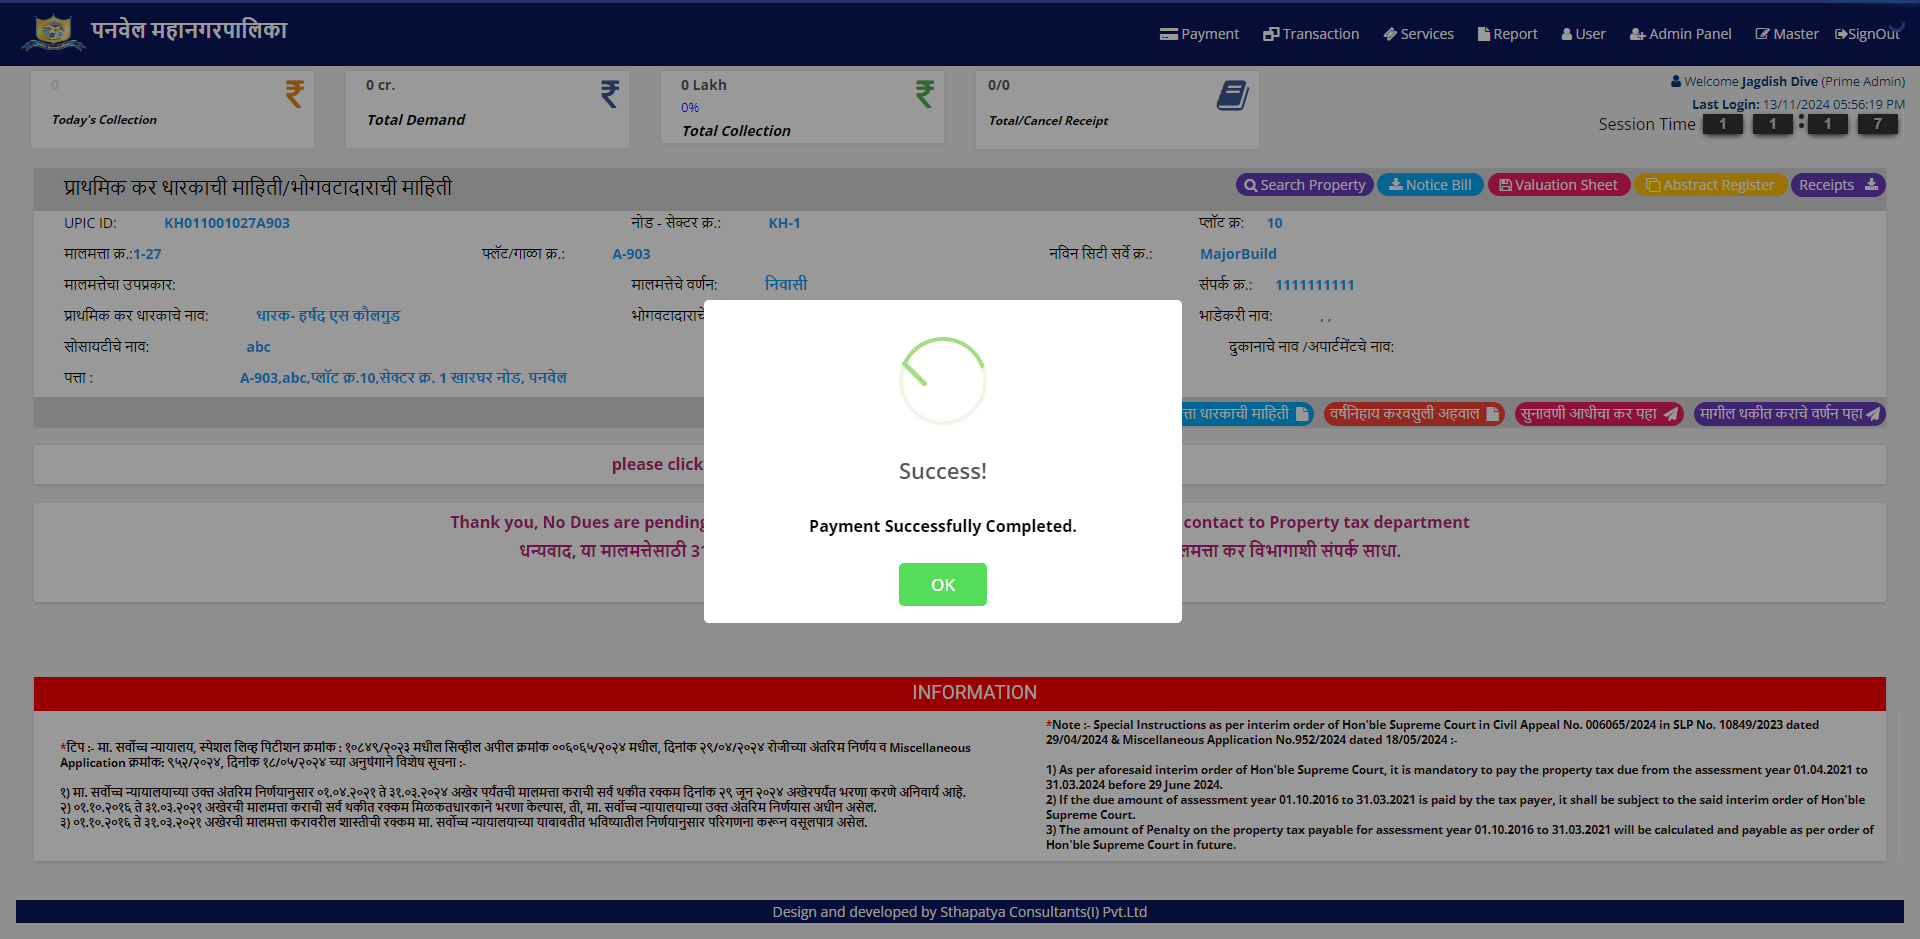 पनवेल महानगरपालिका
Payment Transaction Services Report User Admin Panel Master SignOut
0
Today's Collection
0 cr.
Total Demand
0 Lakh
0%
Total Collection
0/0
Total/Cancel Receipt
Welcome Jagdish Dive (Prime Admin)
Last Login: 13/11/2024 05:56:19 PM
Session Time 1 1 : 1 7
प्राथमिक कर धारकाची माहिती/भोगवटादाराची माहिती
Search Property Notice Bill Valuation Sheet Abstract Register Receipts
UPIC ID: KH011001027A903 नोड - सेक्टर क्र.: KH-1 प्लॉट क्र: 10
मालमत्ता क्र.:1-27 फ्लॅट/गाळा क्र.: A-903 नविन सिटी सर्वे क्र.: MajorBuild
मालमत्तेचा उपप्रकार: मालमत्तेचे वर्णन: निवासी संपर्क क्र.: 1111111111
प्राथमिक कर धारकाचे नाव: धारक- हर्षद एस कौलगुड भोगवटादाराचे भाडेकरी नाव: , ,
सोसायटीचे नाव: abc दुकानाचे नाव /अपार्टमेंटचे नाव:
पत्ता : A-903,abc,प्लॉट क्र.10,सेक्टर क्र. 1 खारघर नोड, पनवेल
त्ता धारकाची माहिती वर्षनिहाय करवसुली अहवाल सुनावणी आधीचा कर पहा मागील थकीत कराचे वर्णन पहा
please click
Thank you, No Dues are pending contact to Property tax department
धन्यवाद, या मालमत्तेसाठी 31 लमत्ता कर विभागाशी संपर्क साधा.
Success!
Payment Successfully Completed.
OK
INFORMATION
*टिप :- मा. सर्वोच्च न्यायालय, स्पेशल लिव्ह पिटीशन क्रमांक : १०८४९/२०२३ मधील सिव्हील अपील क्रमांक ००६०६५/२०२४ मधील, दिनांक २९/०४/२०२४ रोजीच्या अंतरिम निर्णय व Miscellaneous
Application क्रमांक: ९५२/२०२४, दिनांक १८/०५/२०२४ च्या अनुषंगाने विशेष सूचना :-
१) मा. सर्वोच्च न्यायालयाच्या उक्त अंतरिम निर्णयानुसार ०१.०४.२०२१ ते ३१.०३.२०२४ अखेर पर्यंतची मालमत्ता कराची सर्व थकीत रक्कम दिनांक २९ जून २०२४ अखेरपर्यंत भरणा करणे अनिवार्य आहे.
२) ०१.१०.२०१६ ते ३१.०३.२०२१ अखेरची मालमत्ता कराची सर्व थकीत रक्कम मिळकतधारकाने भरणा केल्यास, ती, मा. सर्वोच्च न्यायालयाच्या उक्त अंतरिम निर्णयास अधीन असेल.
३) ०१.१०.२०१६ ते ३१.०३.२०२१ अखेरची मालमत्ता करावरील शास्तीची रक्कम मा. सर्वोच्च न्यायालयाच्या याबाबतीत भविष्यातील निर्णयानुसार परिगणना करून वसूलपात्र असेल.
*Note :- Special Instructions as per interim order of Hon'ble Supreme Court in Civil Appeal No. 006065/2024 in SLP No. 10849/2023 dated
29/04/2024 & Miscellaneous Application No.952/2024 dated 18/05/2024 :-
1) As per aforesaid interim order of Hon'ble Supreme Court, it is mandatory to pay the property tax due from the assessment year 01.04.2021 to
31.03.2024 before 29 June 2024.
2) If the due amount of assessment year 01.10.2016 to 31.03.2021 is paid by the tax payer, it shall be subject to the said interim order of Hon'ble
Supreme Court.
3) The amount of Penalty on the property tax payable for assessment year 01.10.2016 to 31.03.2021 will be calculated and payable as per order of
Hon'ble Supreme Court in future.
Design and developed by Sthapatya Consultants(I) Pvt.Ltd